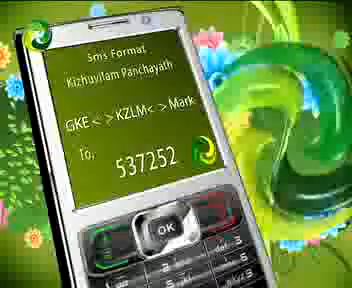 Sms Format
Kizhuvilam Panchayath
GKE < > KZLM < > Mark
To,
537252
OK